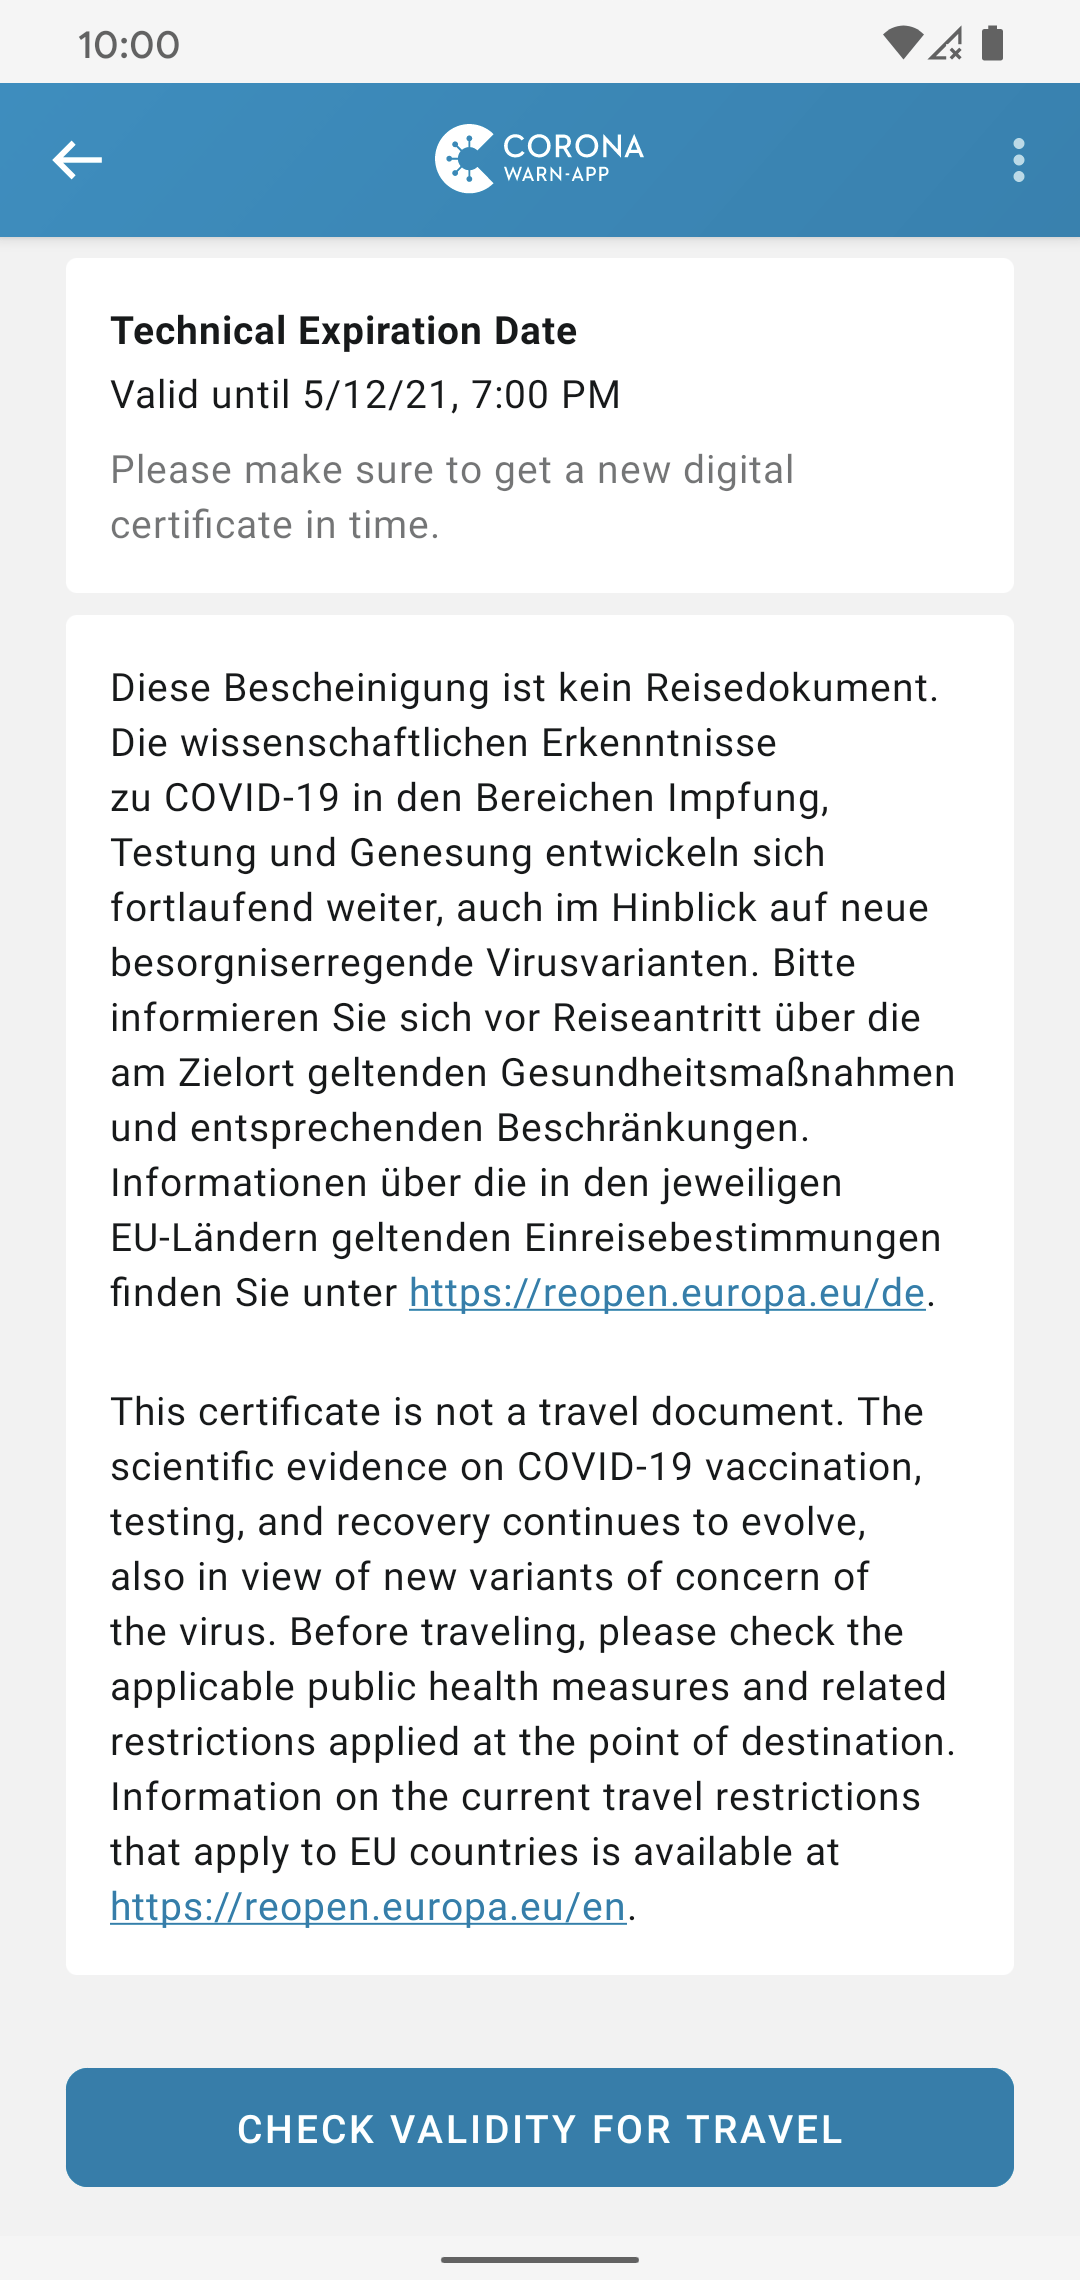 10:00
CORONA
WARN-APP
Technical Expiration Date
Valid until 5/12/21, 7:00 PM
Please make sure to get a new digital
certificate in time.
Diese Bescheinigung ist kein Reisedokument.
Die wissenschaftlichen Erkenntnisse
zu COVID-19 in den Bereichen Impfung,
Testung und Genesung entwickeln sich
fortlaufend weiter, auch im Hinblick auf neue
besorgniserregende Virusvarianten. Bitte
informieren Sie sich vor Reiseantritt über die
am Zielort geltenden Gesundheitsmaßnahmen
und entsprechenden Beschränkungen.
Informationen über die in den jeweiligen
EU-Ländern geltenden Einreisebestimmungen
finden Sie unter https://reopen.europa.eu/de.
This certificate is not a travel document. The
scientific evidence on COVID-19 vaccination,
testing, and recovery continues to evolve,
also in view of new variants of concern of
the virus. Before traveling, please check the
applicable public health measures and related
restrictions applied at the point of destination.
Information on the current travel restrictions
that apply to EU countries is available at
https://reopen.europa.eu/en.
CHECK VALIDITY FOR TRAVEL